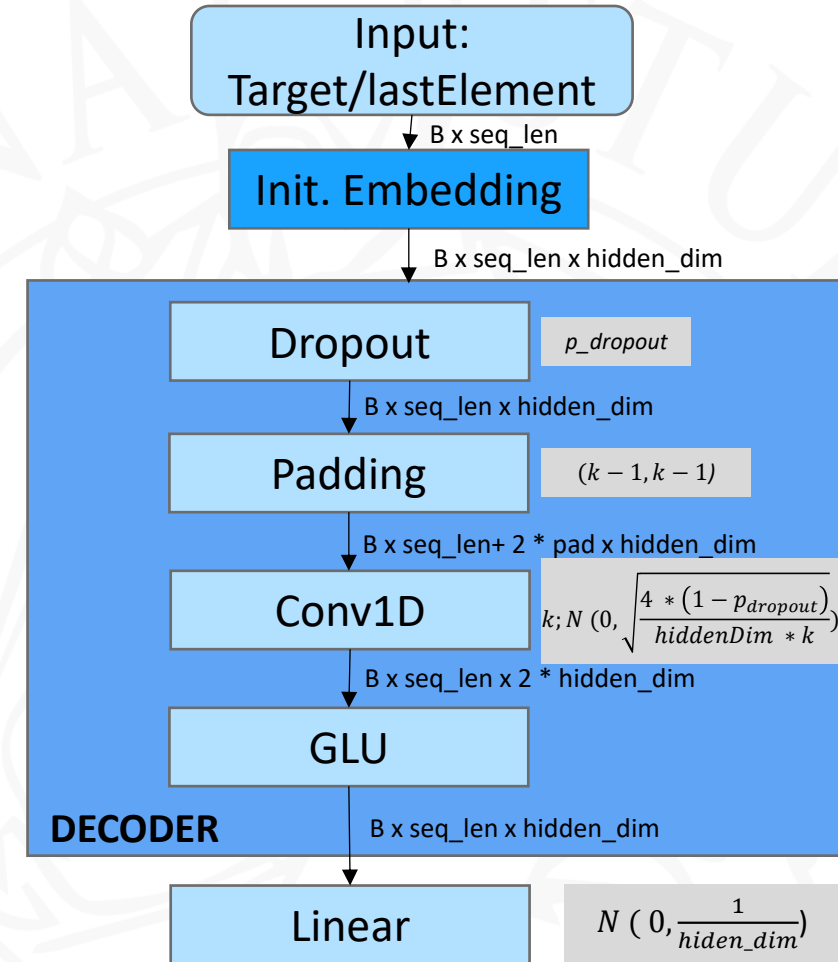 Input:
Target/lastElement
B x seq_len
Init. Embedding
B x seq_len x hidden_dim
Dropout
p_dropout
B x seq_len x hidden_dim
Padding
(k − 1, k − 1)
B x seq_len+ 2 * pad x hidden_dim
Conv1D
k; N (0, √(4 * (1 − p_dropout) / hiddenDim * k))
B x seq_len x 2 * hidden_dim
GLU
DECODER
B x seq_len x hidden_dim
Linear
N ( 0, 1/hiden_dim)